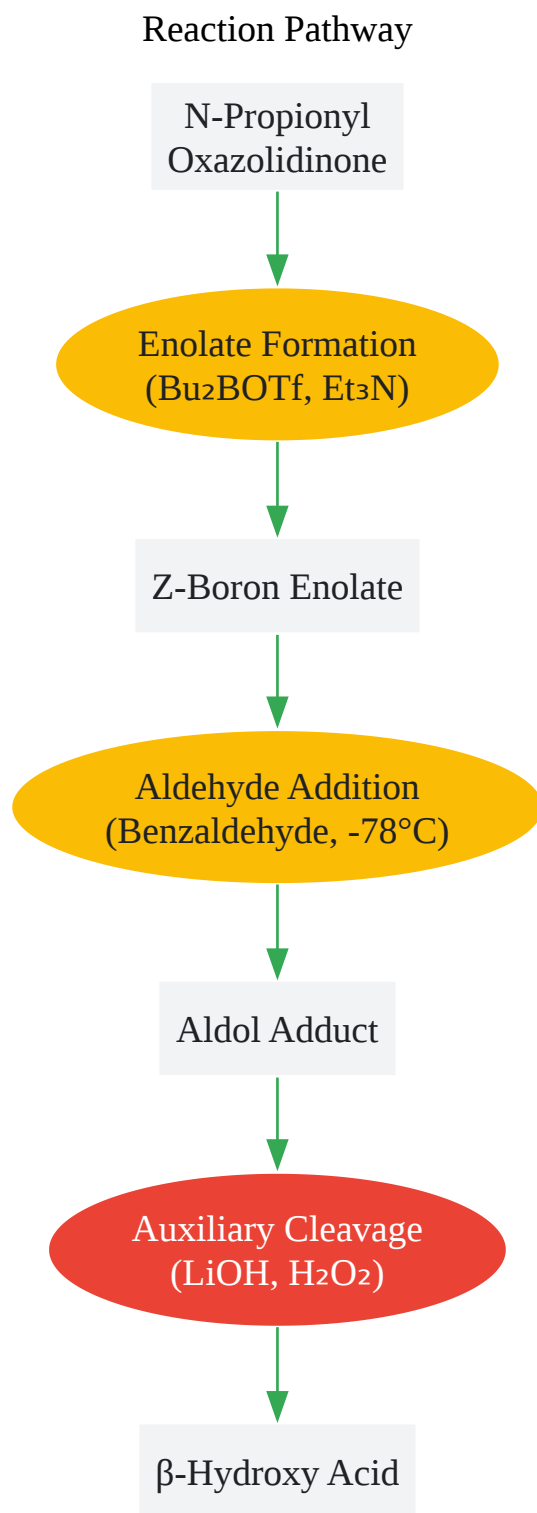 Reaction Pathway
N-Propionyl
Oxazolidinone
Enolate Formation
(Bu₂BOTf, Et₃N)
Z-Boron Enolate
Aldehyde Addition
(Benzaldehyde, -78°C)
Aldol Adduct
Auxiliary Cleavage
(LiOH, H₂O₂)
β-Hydroxy Acid